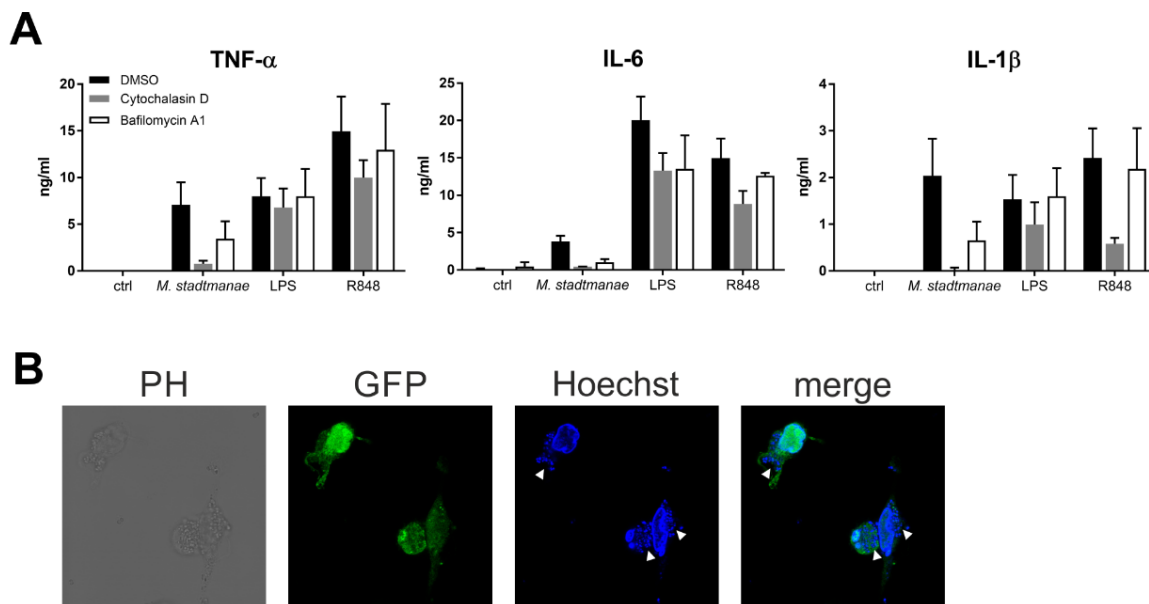 A
TNF-α
20
15
10
5
0
ng/ml
DMSO
Cytochalasin D
Bafilomycin A1
ctrl M. stadtmanae LPS R848
IL-6
25
20
15
10
5
0
ng/ml
ctrl M. stadtmanae LPS R848
IL-1β
4
3
2
1
0
ng/ml
ctrl M. stadtmanae LPS R848
B
PH GFP Hoechst merge